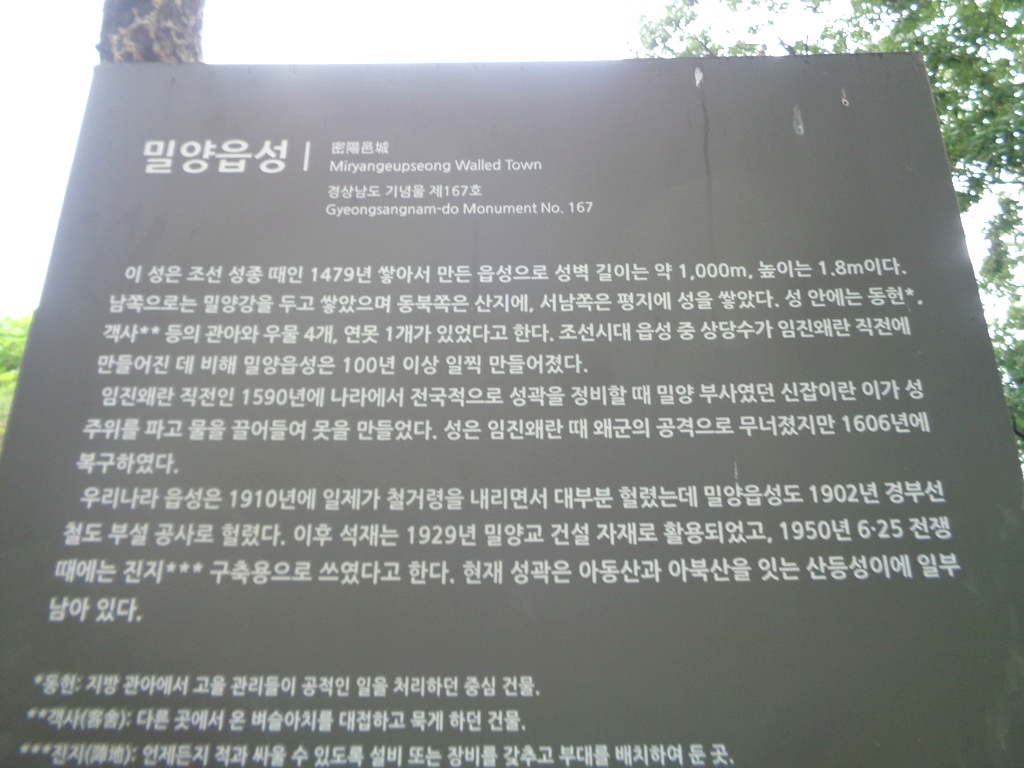 밀양읍성 | 密陽邑城
Miryangeupseong Walled Town
경상남도 기념물 제167호
Gyeongsangnam-do Monument No. 167
이 성은 조선 성종 때인 1479년 쌓아서 만든 읍성으로 성벽 길이는 약 1,000m, 높이는 1.8m이다.
남쪽으로는 밀양강을 두고 쌓았으며 동북쪽은 산지에, 서남쪽은 평지에 성을 쌓았다. 성 안에는 동헌*,
객사** 등의 관아와 우물 4개, 연못 1개가 있었다고 한다. 조선시대 읍성 중 상당수가 임진왜란 직전에
만들어진 데 비해 밀양읍성은 100년 이상 일찍 만들어졌다.
임진왜란 직전인 1590년에 나라에서 전국적으로 성곽을 정비할 때 밀양 부사였던 신잡이란 이가 성
주위를 파고 물을 끌어들여 못을 만들었다. 성은 임진왜란 때 왜군의 공격으로 무너졌지만 1606년에
복구하였다.
우리나라 읍성은 1910년에 일제가 철거령을 내리면서 대부분 헐렸는데 밀양읍성도 1902년 경부선
철도 부설 공사로 헐렸다. 이후 석재는 1929년 밀양교 건설 자재로 활용되었고, 1950년 6·25 전쟁
때에는 진지*** 구축용으로 쓰였다고 한다. 현재 성곽은 아동산과 아북산을 잇는 산등성이에 일부
남아 있다.
*동헌: 지방 관아에서 고을 관리들이 공적인 일을 처리하던 중심 건물.
**객사(客舍): 다른 곳에서 온 벼슬아치를 대접하고 묵게 하던 건물.
***진지(陣地): 언제든지 적과 싸울 수 있도록 설비 또는 장비를 갖추고 부대를 배치하여 둔 곳.